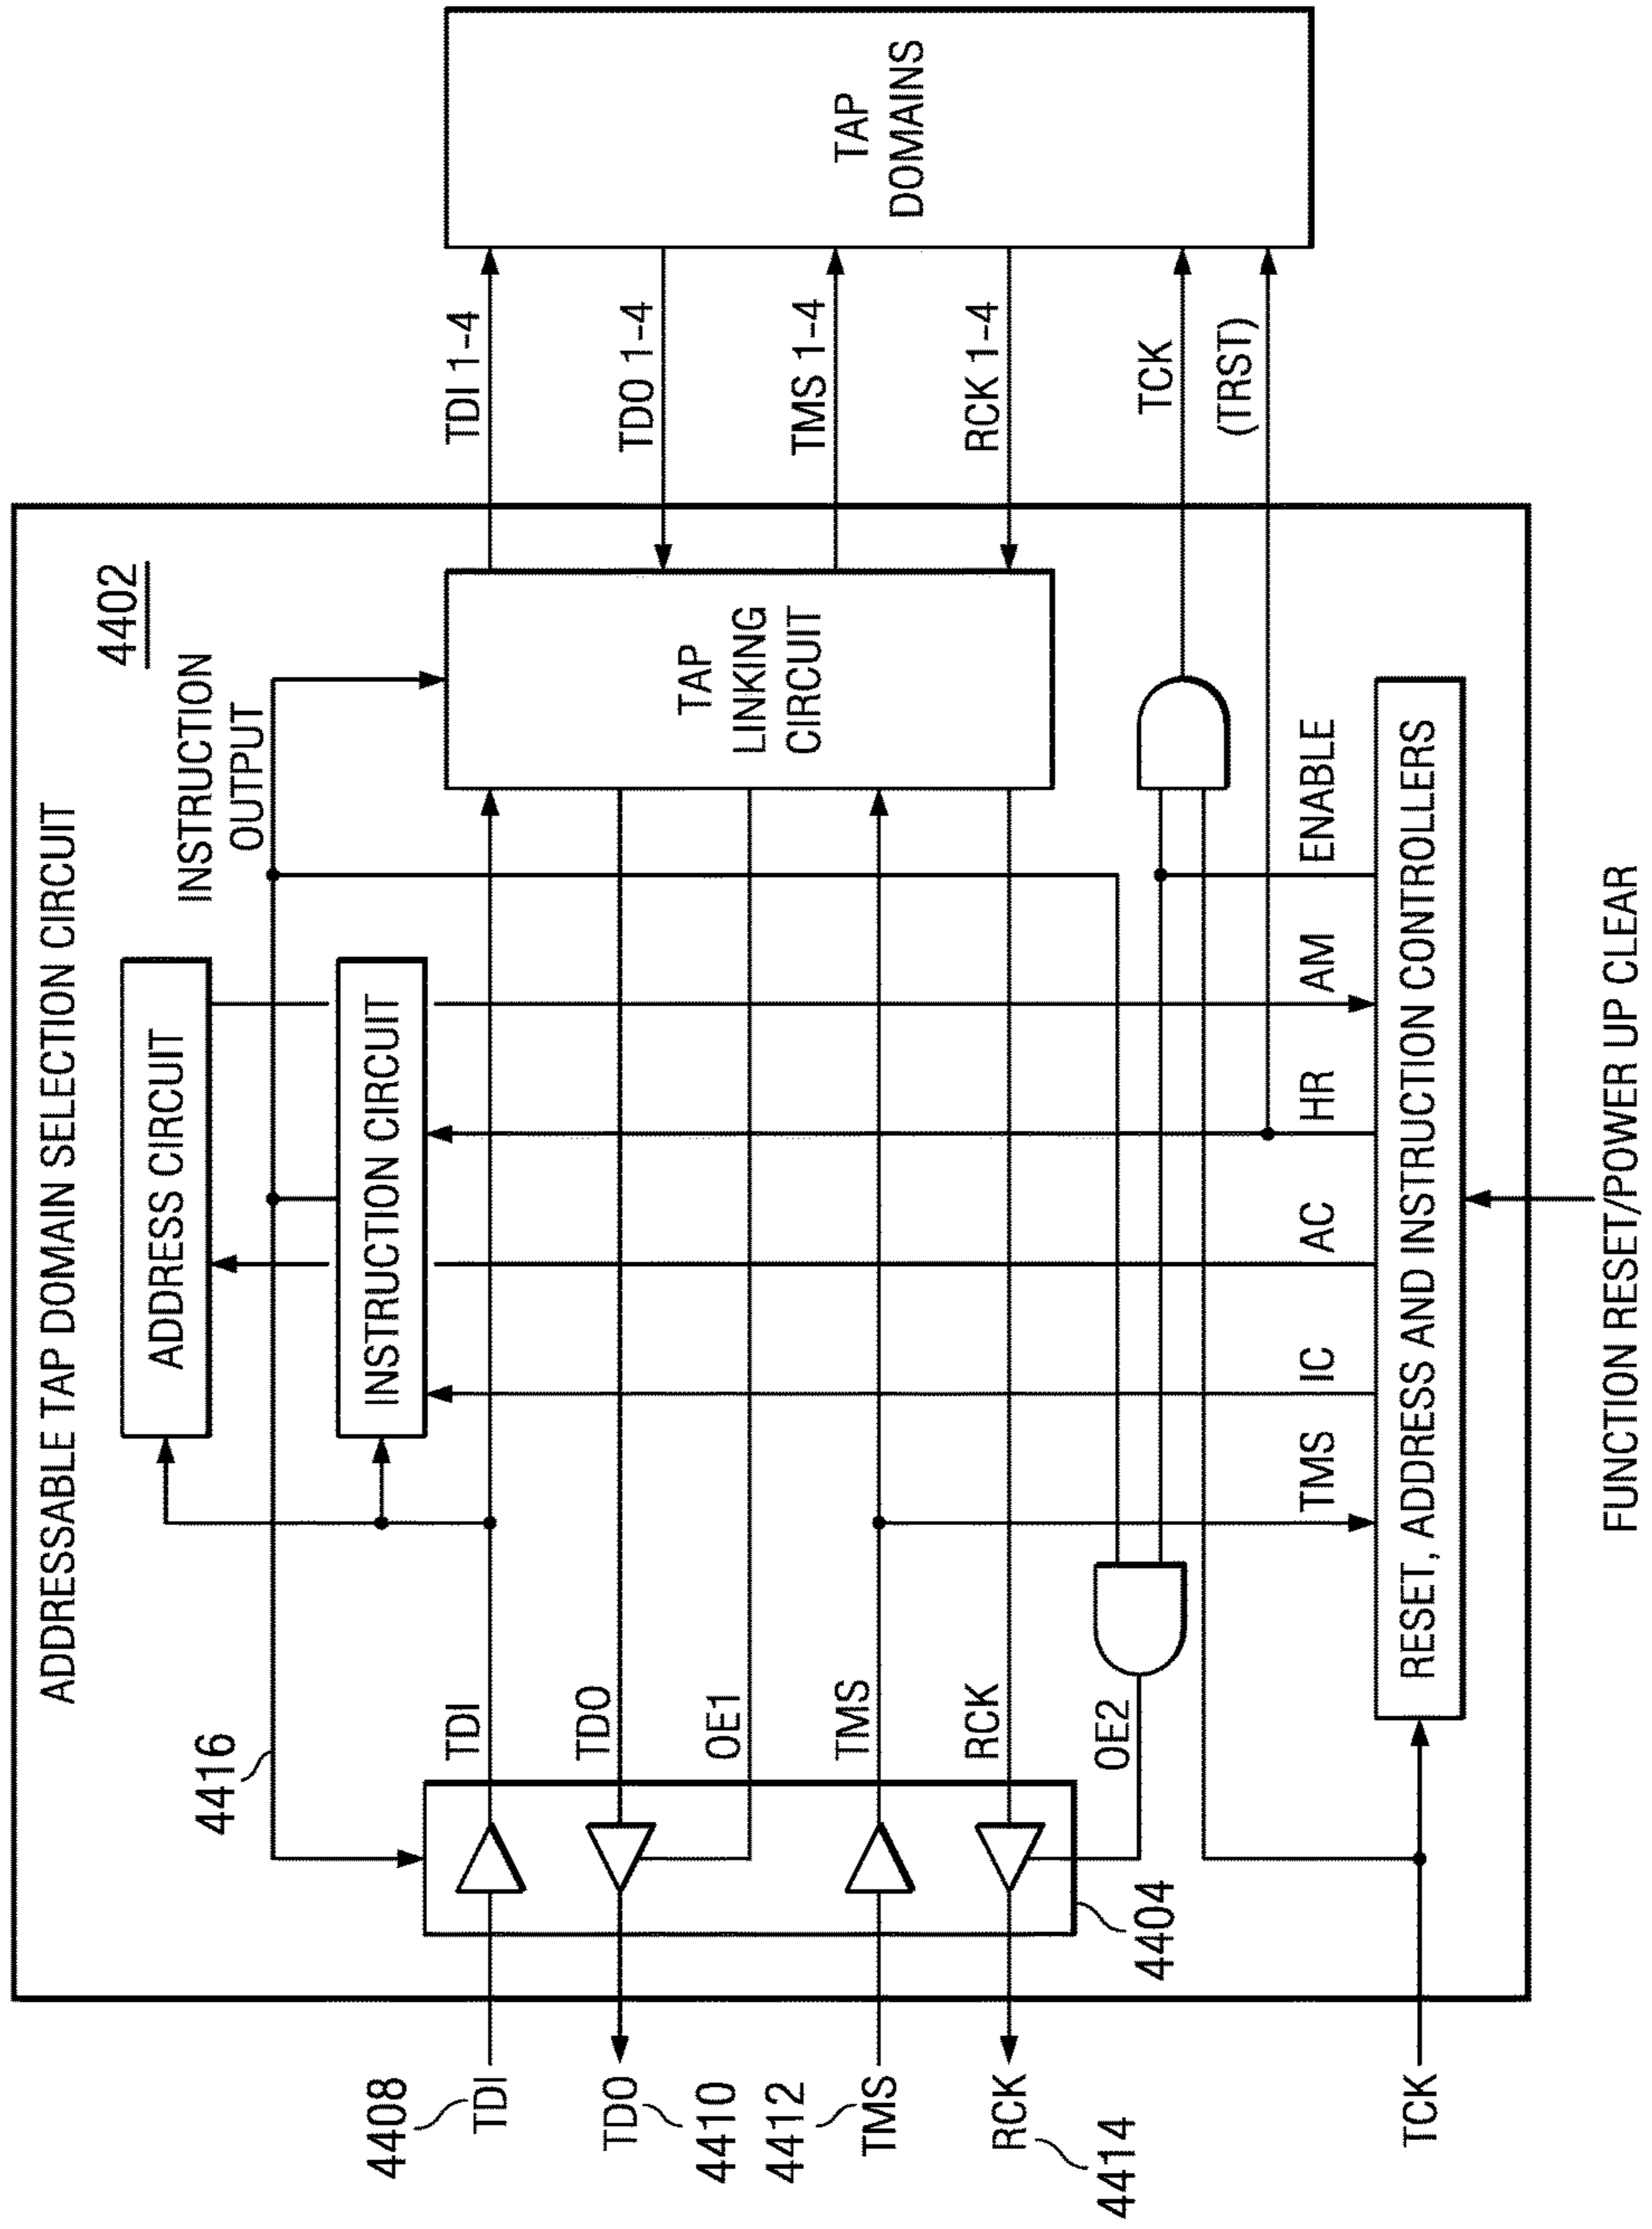 ADDRESSABLE TAP DOMAIN SELECTION CIRCUIT
4402
4416
INSTRUCTION
OUTPUT
ADDRESS CIRCUIT
INSTRUCTION CIRCUIT
4408
TDI
TDI
TDI 1-4
TDO
4410
TDO
TDO 1-4
OE1
TAP
LINKING
CIRCUIT
TAP
DOMAINS
4412
TMS
TMS
TMS 1-4
RCK
4414
RCK
RCK 1-4
4404
OE2
TCK
(TRST)
TMS
IC
AC
HR
AM
ENABLE
TCK
RESET, ADDRESS AND INSTRUCTION CONTROLLERS
FUNCTION RESET/POWER UP CLEAR